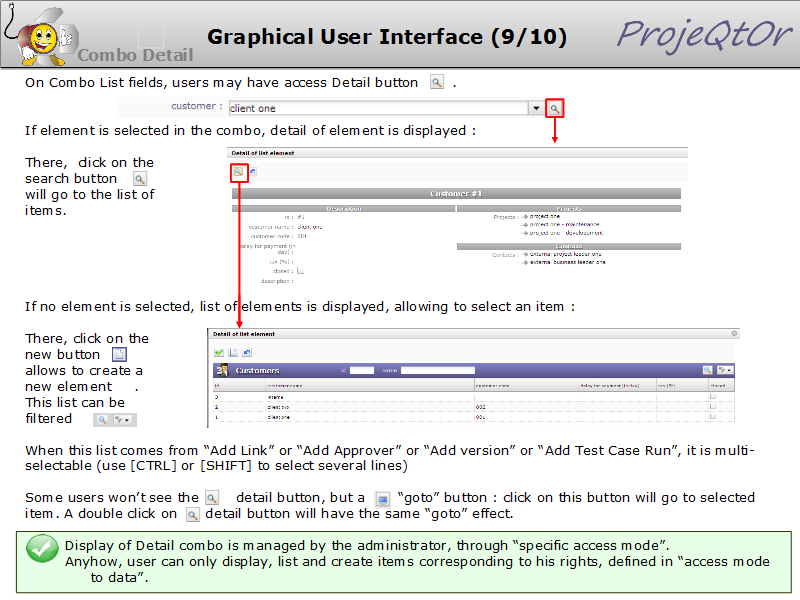 Combo Detail
Graphical User Interface (9/10)
ProjeQtOr
On Combo List fields, users may have access Detail button .
customer : client one
If element is selected in the combo, detail of element is displayed :
There, click on the
search button
will go to the list of
items.
Detail of list element
Customer #1
Description
Projects
id : #1
customer name : client one
customer code : 001
delay for payment (in
day) :
tax (%) :
closed :
description :
Projects : project one
project one - maintenance
project one - developement
Contacts
Contacts : external project leader one
external business leader one
If no element is selected, list of elements is displayed, allowing to select an item :
There, click on the
new button
allows to create a
new element .
This list can be
filtered
Detail of list element
Customers id name
id customer name customer code delay for payment (in day) tax (%) closed
3 internal
2 client two 002
1 client one 001
When this list comes from “Add Link” or “Add Approver” or “Add version” or “Add Test Case Run”, it is multi-
selectable (use [CTRL] or [SHIFT] to select several lines)
Some users won’t see the detail button, but a “goto” button : click on this button will go to selected
item. A double click on detail button will have the same “goto” effect.
Display of Detail combo is managed by the administrator, through “specific access mode”.
Anyhow, user can only display, list and create items corresponding to his rights, defined in “access mode
to data”.